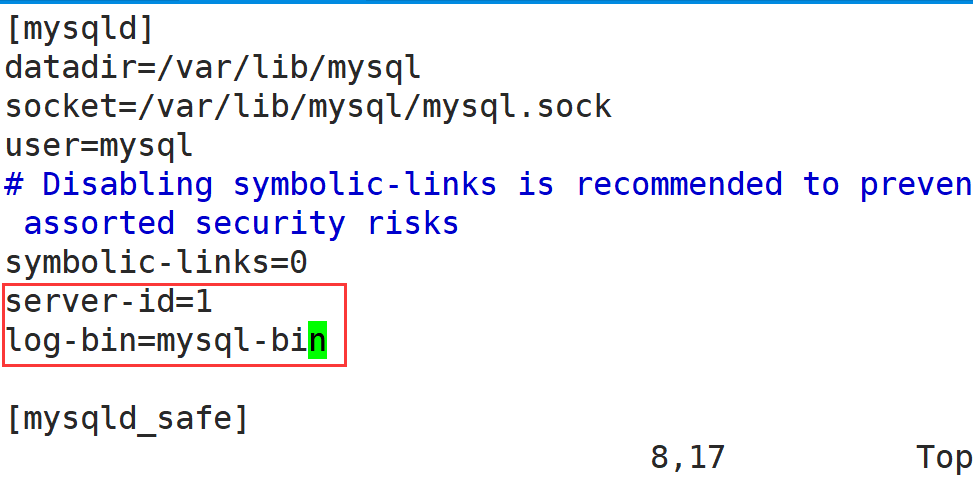 [mysqld]
datadir=/var/lib/mysql
socket=/var/lib/mysql/mysql.sock
user=mysql
# Disabling symbolic-links is recommended to preven
assorted security risks
symbolic-links=0
server-id=1
log-bin=mysql-bin
[mysqld_safe]
8,17 Top